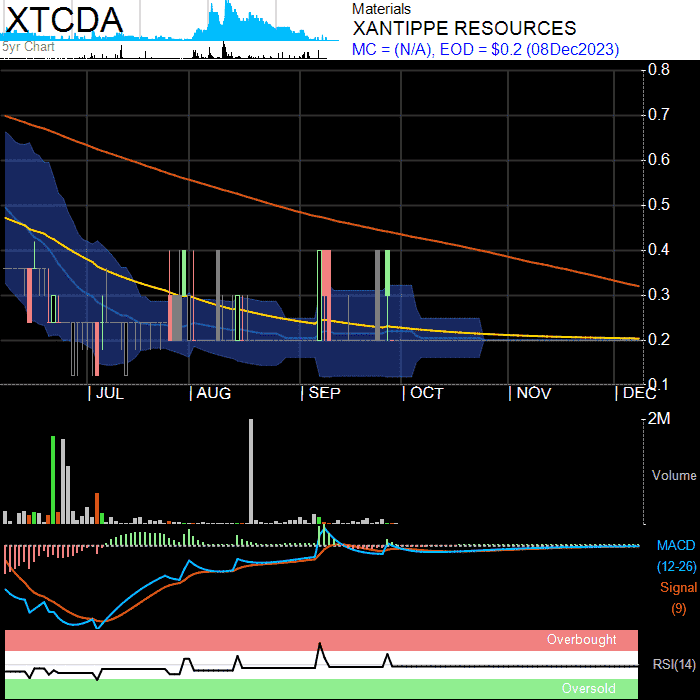 XTCDA
5yr Chart
Materials
XANTIPPE RESOURCES
MC = (N/A), EOD = $0.2 (08Dec2023)
0.8
0.7
0.6
0.5
0.4
0.3
0.2
0.1
JUL
AUG
SEP
OCT
NOV
DEC
2M
Volume
MACD
(12-26)
Signal
(9)
Overbought
RSI(14)
Oversold